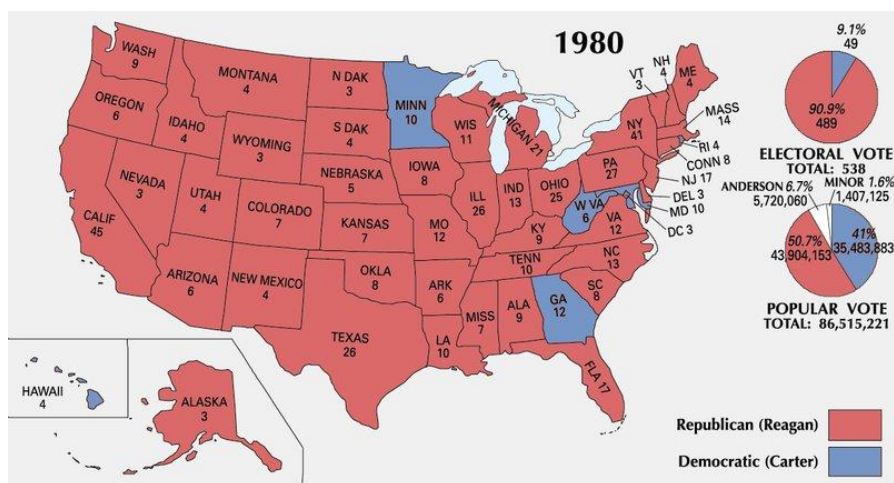 1980
WASH
9
OREGON
6
CALIF
45
NEVADA
3
IDAHO
4
MONTANA
4
WYOMING
3
UTAH
4
COLORADO
7
ARIZONA
6
NEW MEXICO
4
N DAK
3
S DAK
4
NEBRASKA
5
KANSAS
7
OKLA
8
TEXAS
26
MINN
10
IOWA
8
MO
12
ARK
6
LA
10
WIS
11
ILL
26
MICHIGAN 21
IND
13
OHIO
25
KY
9
TENN
10
MISS
7
ALA
9
GA
12
FLA 17
SC
8
NC
13
VA
12
W VA
6
PA
27
NY
41
VT
3
NH
4
ME
4
MASS
14
RI 4
CONN 8
NJ 17
DEL 3
MD 10
DC 3
HAWAII
4
ALASKA
3
9.1%
49
90.9%
489
ELECTORAL VOTE
TOTAL: 538
ANDERSON 6.7%
5,720,060
MINOR 1.6%
1,407,125
50.7%
43,904,153
41%
35,483,883
POPULAR VOTE
TOTAL: 86,515,221
Republican (Reagan)
Democratic (Carter)